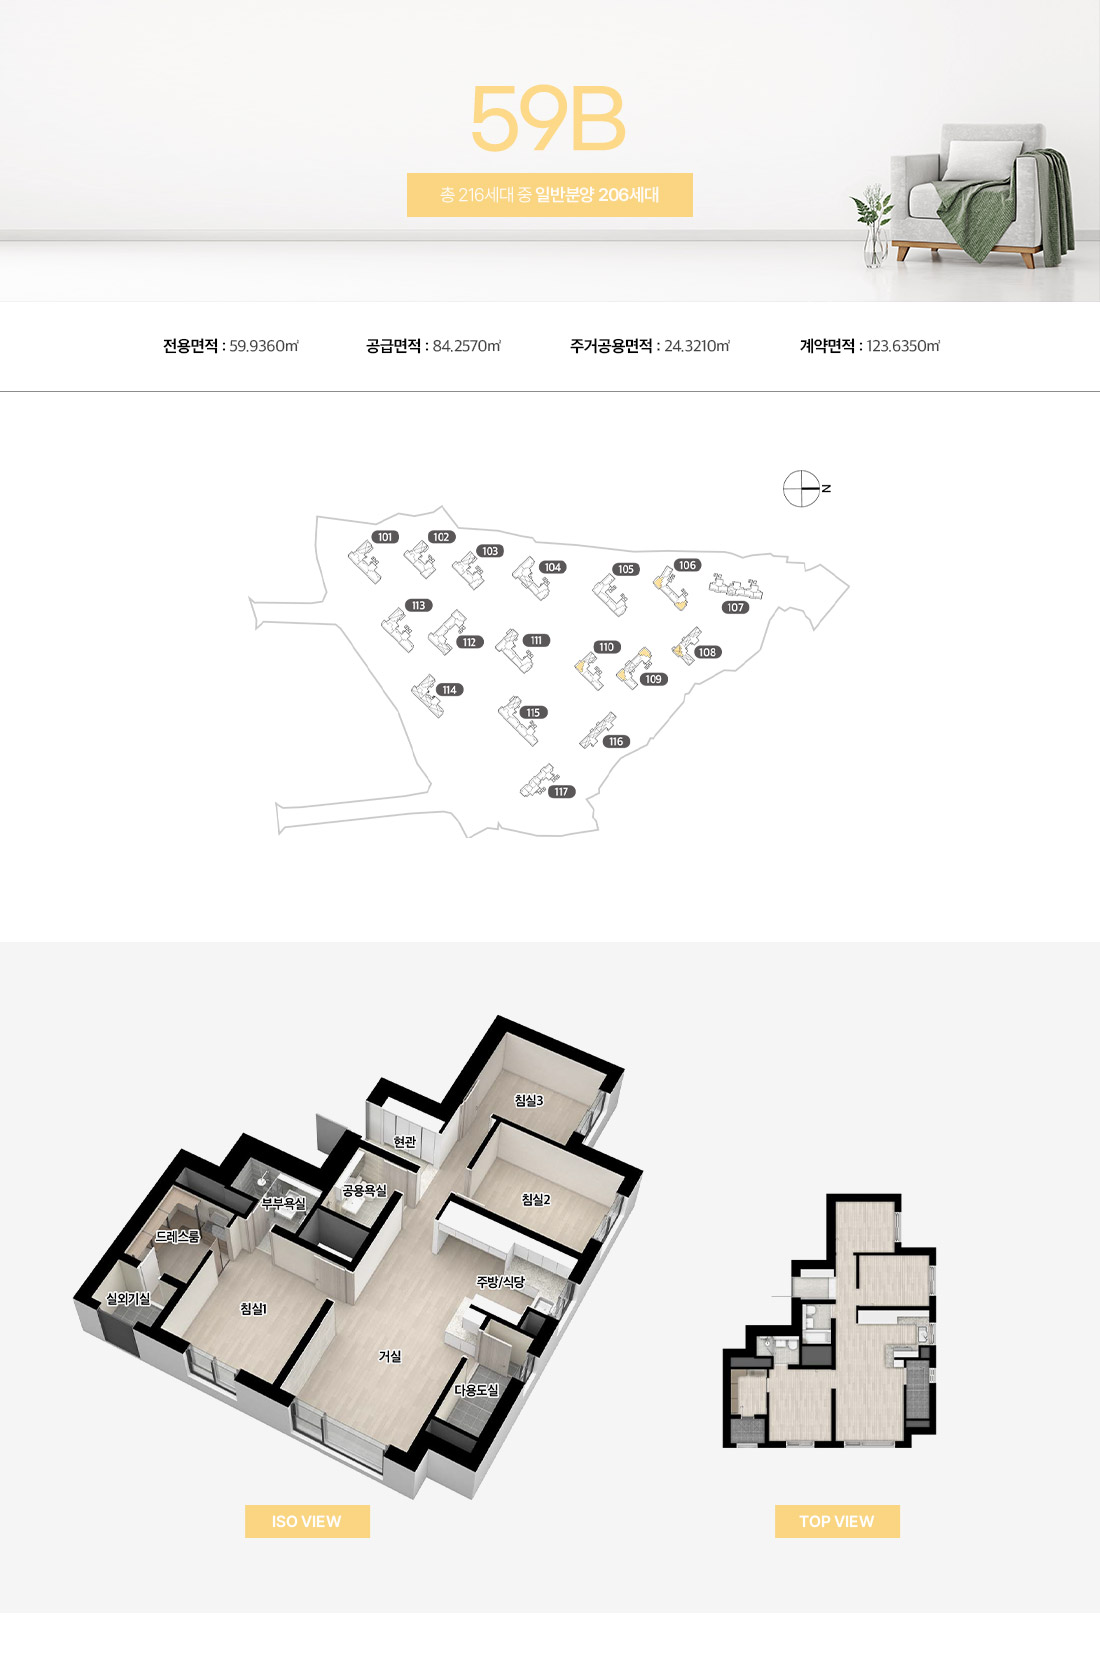 59B
총 216세대 중 일반분양 206세대
전용면적 : 59.9360㎡
공급면적 : 84.2570㎡
주거공용면적 : 24.3210㎡
계약면적 : 123.6350㎡
N
101
102
103
104
105
106
107
113
112
111
110
109
108
114
115
116
117
침실3
현관
침실2
공용욕실
부부욕실
드레스룸
실외기실
침실1
주방/식당
거실
다용도실
ISO VIEW
TOP VIEW